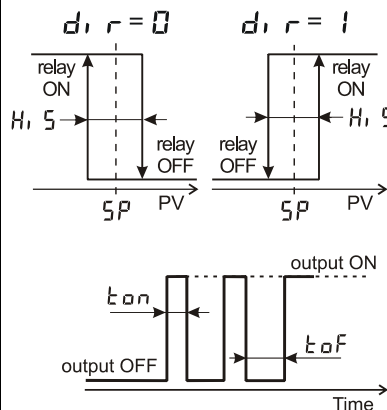 dir=0 dir=1
relay ON relay ON
HiS HiS
relay OFF relay OFF
SP PV SP PV
output ON
ton
toF
output OFF
Time